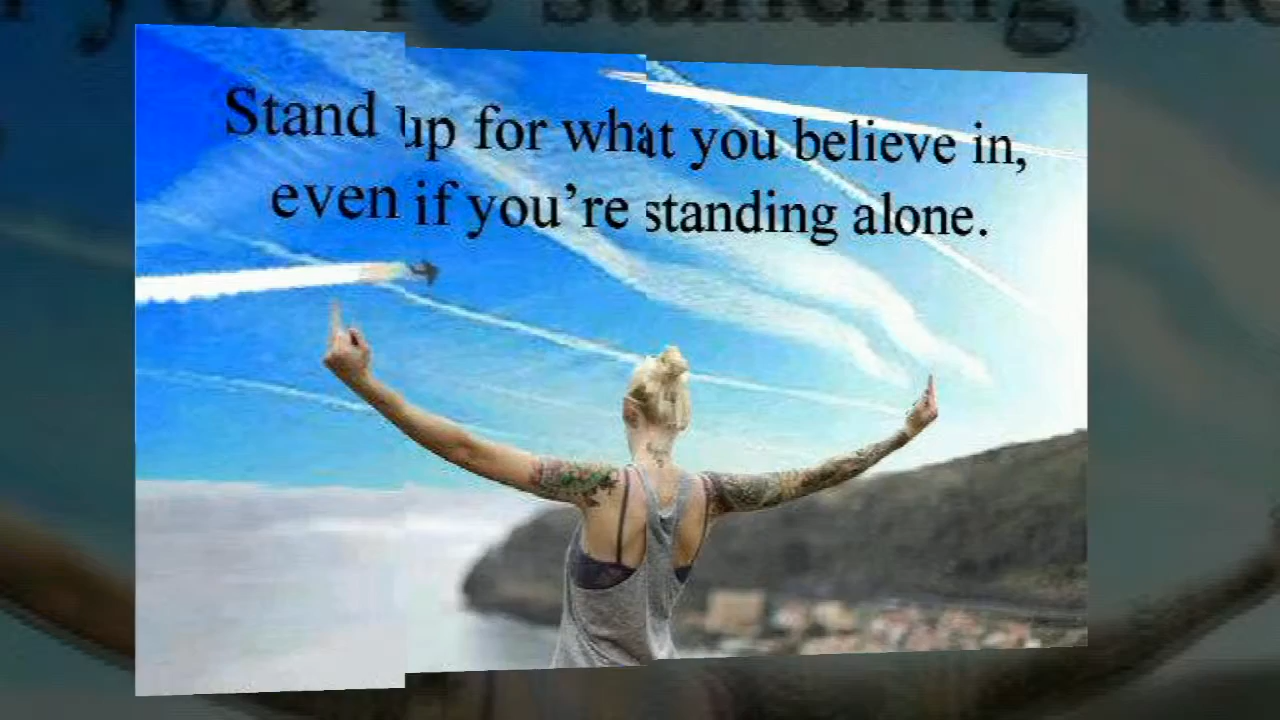 Stand up for what you believe in,
even if you’re standing alone.